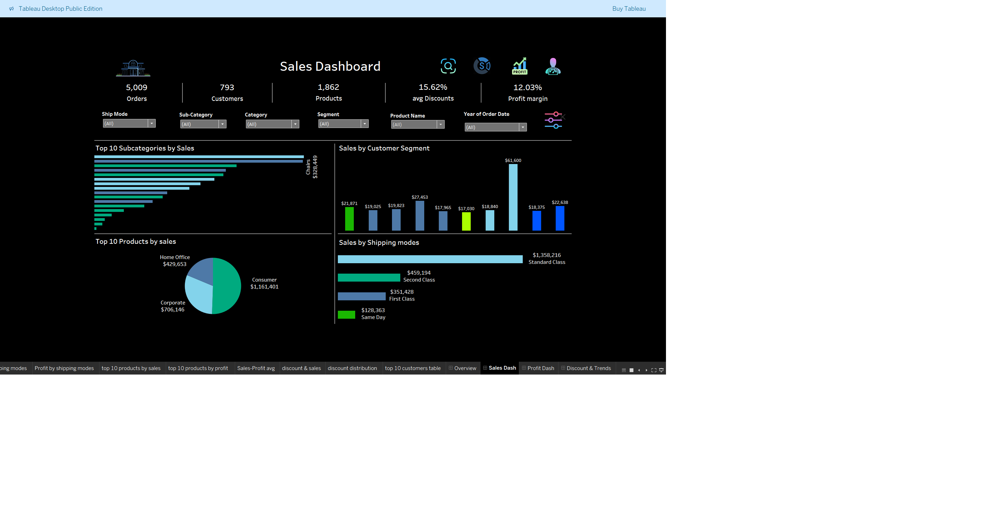 Tableau Desktop Public Edition
Buy Tableau
Sales Dashboard
PROFIT
5,009
Orders
793
Customers
1,862
Products
15.62%
avg Discounts
12.03%
Profit margin
Ship Mode
(All)
Sub-Category
(All)
Category
(All)
Segment
(All)
Product Name
(All)
Year of Order Date
(All)
Top 10 Subcategories by Sales
Chairs
$328,449
Sales by Customer Segment
$21,871
$19,025
$19,823
$27,453
$17,965
$17,030
$18,840
$61,600
$18,375
$22,638
Top 10 Products by sales
Home Office
$429,653
Consumer
$1,161,401
Corporate
$706,146
Sales by Shipping modes
$1,358,216
Standard Class
$459,194
Second Class
$351,428
First Class
$128,363
Same Day
ping modes
Profit by shipping modes
top 10 products by sales
top 10 products by profit
Sales-Profit avg
discount & sales
discount distribution
top 10 customers table
Overview
Sales Dash
Profit Dash
Discount & Trends